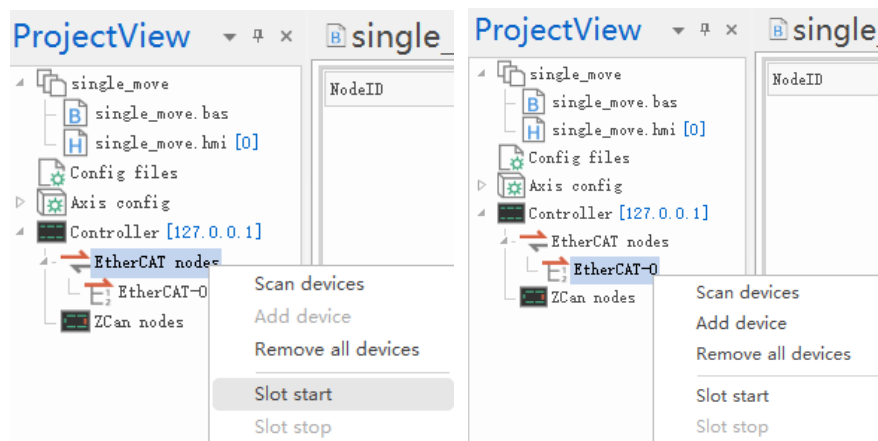 ProjectView
single_
single_move
NodeID
single_move.bas
single_move.hmi [0]
Config files
Axis config
Controller [127.0.0.1]
EtherCAT nodes
EtherCAT-0
ZCan nodes
Scan devices
Add device
Remove all devices
Slot start
Slot stop
ProjectView
single_
single_move
NodeID
single_move.bas
single_move.hmi [0]
Config files
Axis config
Controller [127.0.0.1]
EtherCAT nodes
EtherCAT-0
ZCan nodes
Scan devices
Add device
Remove all devices
Slot start
Slot stop